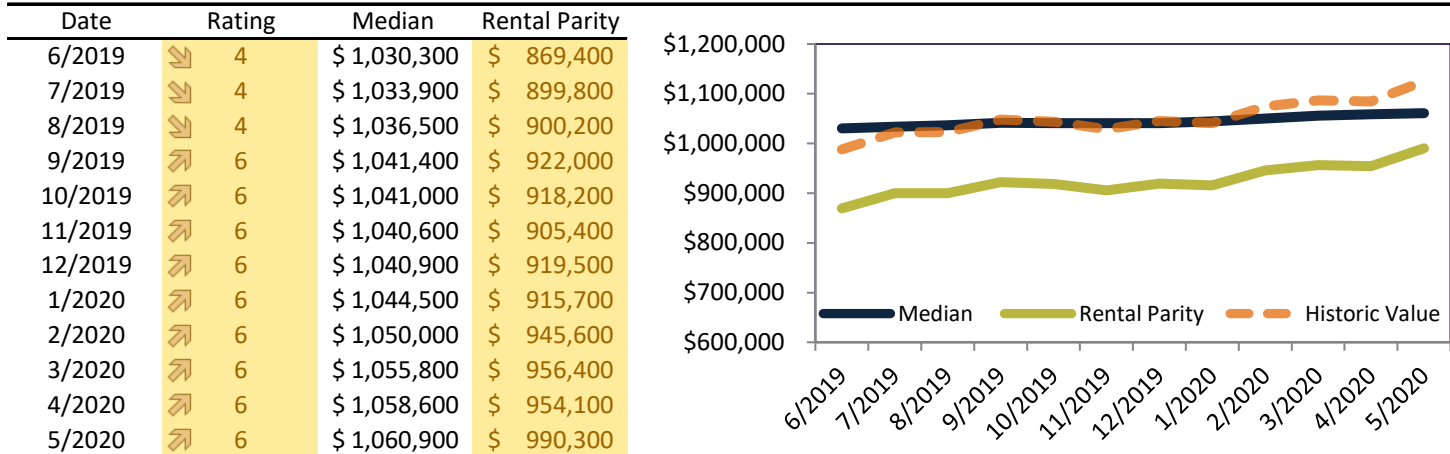 Date Rating Median Rental Parity
6/2019 4 $ 1,030,300 $ 869,400
7/2019 4 $ 1,033,900 $ 899,800
8/2019 4 $ 1,036,500 $ 900,200
9/2019 6 $ 1,041,400 $ 922,000
10/2019 6 $ 1,041,000 $ 918,200
11/2019 6 $ 1,040,600 $ 905,400
12/2019 6 $ 1,040,900 $ 919,500
1/2020 6 $ 1,044,500 $ 915,700
2/2020 6 $ 1,050,000 $ 945,600
3/2020 6 $ 1,055,800 $ 956,400
4/2020 6 $ 1,058,600 $ 954,100
5/2020 6 $ 1,060,900 $ 990,300
$1,200,000
$1,100,000
$1,000,000
$900,000
$800,000
$700,000
$600,000
Median Rental Parity Historic Value
6/2019 7/2019 8/2019 9/2019 10/2019 11/2019 12/2019 1/2020 2/2020 3/2020 4/2020 5/2020